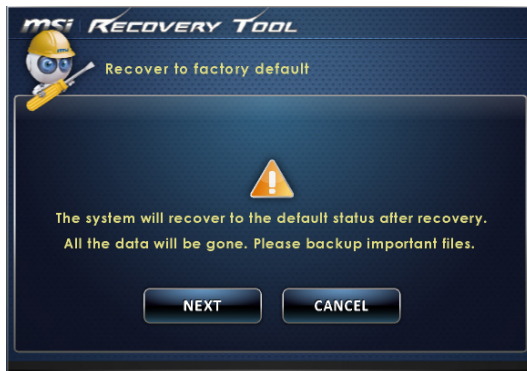 msi Recovery Tool
Recover to factory default
The system will recover to the default status after recovery.
All the data will be gone. Please backup important files.
NEXT
CANCEL